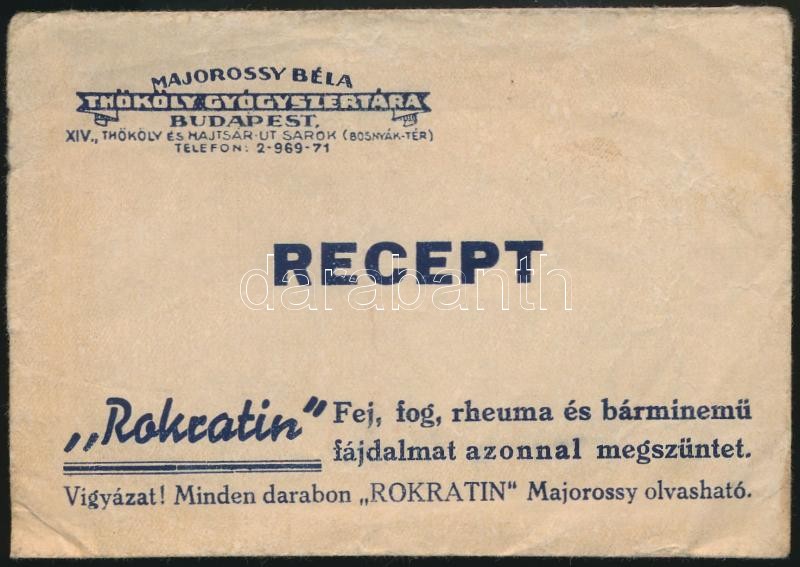 MAJOROSSY BÉLA
THÖKÖLY GYÓGYSZERTÁRA
BUDAPEST,
XIV., THÖKÖLY ÉS HAJTSÁR-UT SAROK (BOSNYÁK-TÉR)
TELEFON: 2-969-71
RECEPT
darabanth
„Rokratin" Fej, fog, rheuma és bárminemű
fájdalmat azonnal megszüntet.
Vigyázat! Minden darabon „ROKRATIN" Majorossy olvasható.